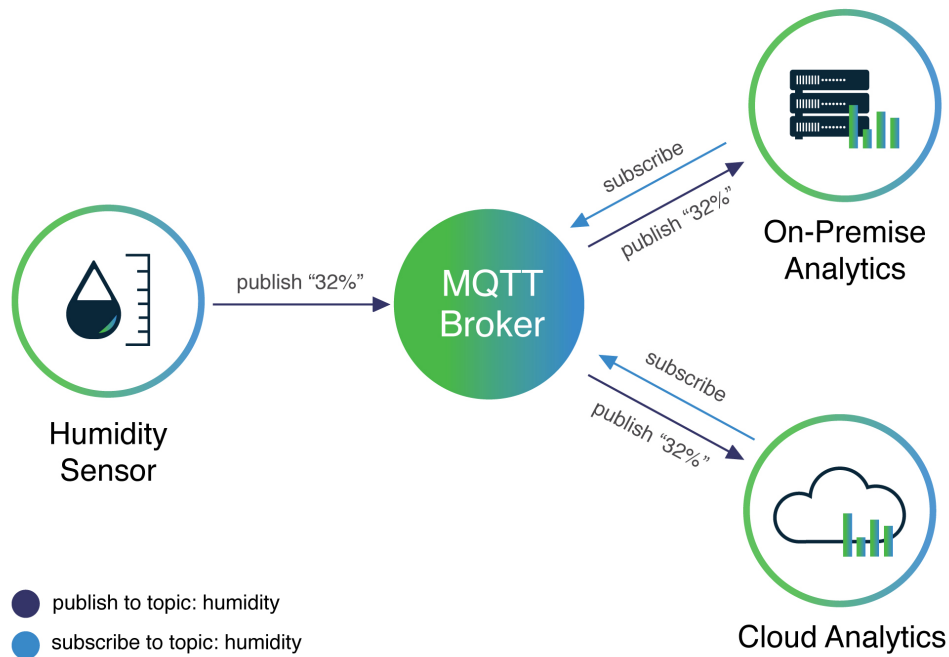 subscribe
publish “32%”
On-Premise
Analytics
publish “32%”
MQTT
Broker
Humidity
Sensor
subscribe
publish “32%”
Cloud Analytics
publish to topic: humidity
subscribe to topic: humidity